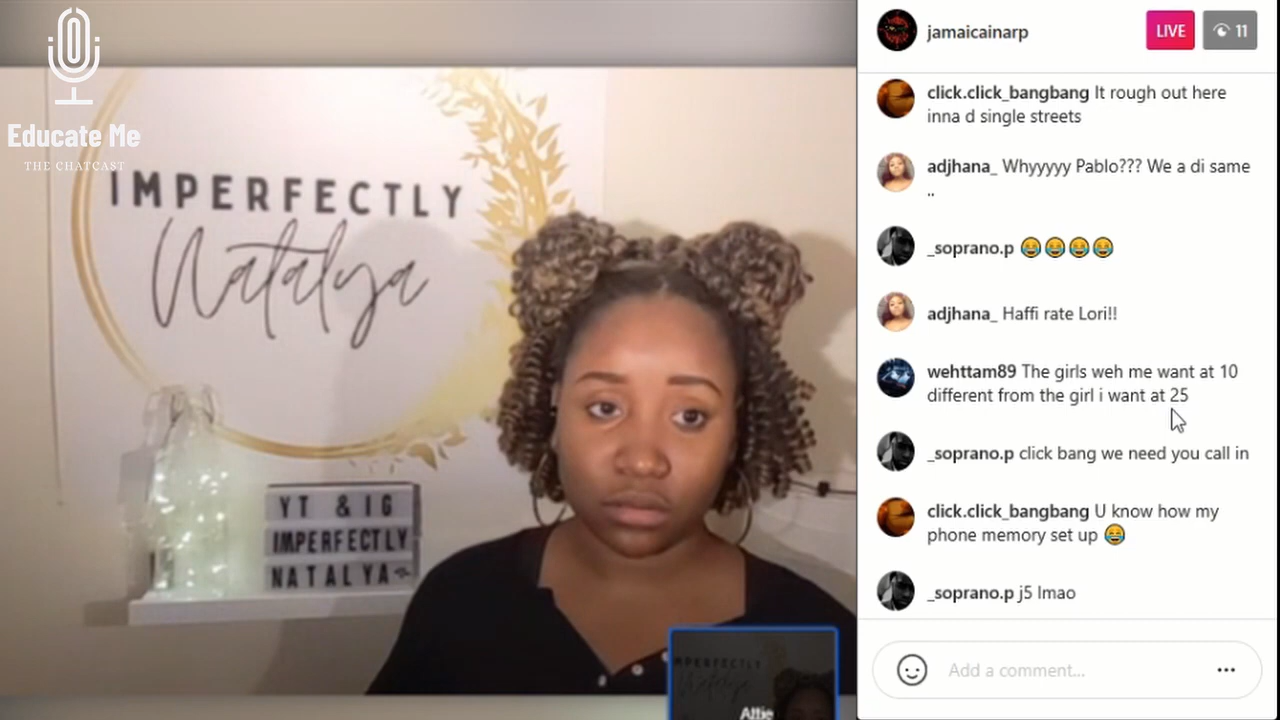 Educate Me
THE CHATCAST
IMPERFECTLY
Natalya
YT & IG
IMPERFECTLY
NATALYA
IMPERFECTLY
Natalya
Attie
jamaicainarp
LIVE
11
click.click_bangbang It rough out here
inna d single streets
adjhana_ Whyyyyy Pablo??? We a di same
..
_soprano.p 😂😂😂😂
adjhana_ Haffi rate Lori!!
wehttam89 The girls weh me want at 10
different from the girl i want at 25
_soprano.p click bang we need you call in
click.click_bangbang U know how my
phone memory set up 😂
_soprano.p j5 lmao
Add a comment...